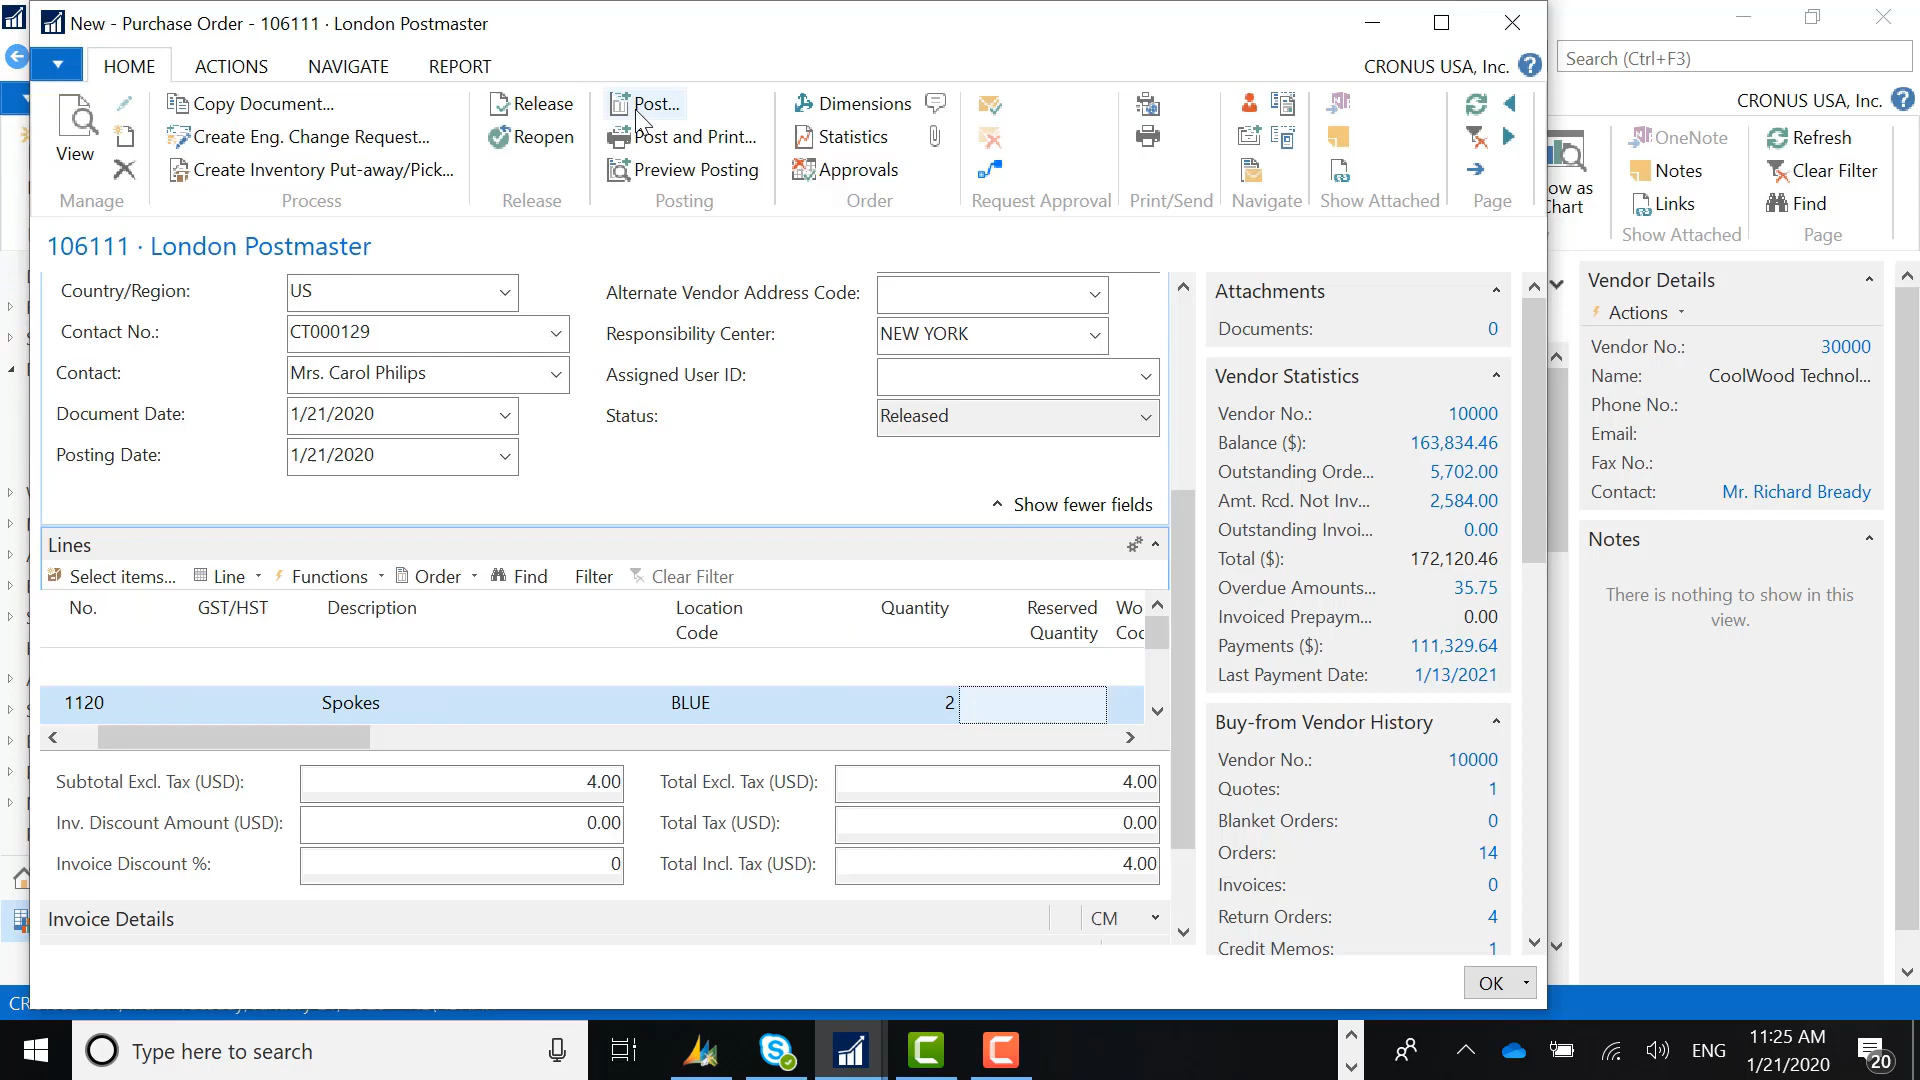 New - Purchase Order - 106111 · London Postmaster
HOME ACTIONS NAVIGATE REPORT
CRONUS USA, Inc.
Search (Ctrl+F3)
CRONUS USA, Inc.
View
Manage
Copy Document...
Create Eng. Change Request...
Create Inventory Put-away/Pick...
Process
Release
Reopen
Release
Post...
Post and Print...
Preview Posting
Posting
Dimensions
Statistics
Approvals
Order
Request Approval
Print/Send
Navigate
Show Attached
Page
Chart
OneNote
Notes
Links
Show Attached
Refresh
Clear Filter
Find
Page
106111 · London Postmaster
Country/Region: US
Contact No.: CT000129
Contact: Mrs. Carol Philips
Document Date: 1/21/2020
Posting Date: 1/21/2020
Alternate Vendor Address Code:
Responsibility Center: NEW YORK
Assigned User ID:
Status: Released
Show fewer fields
Lines
Select items... Line Functions Order Find Filter Clear Filter
No. GST/HST Description Location Code Quantity Reserved Quantity
1120 Spokes BLUE 2
Subtotal Excl. Tax (USD): 4.00
Inv. Discount Amount (USD): 0.00
Invoice Discount %: 0
Total Excl. Tax (USD): 4.00
Total Tax (USD): 0.00
Total Incl. Tax (USD): 4.00
Invoice Details CM
Attachments
Documents: 0
Vendor Statistics
Vendor No.: 10000
Balance ($): 163,834.46
Outstanding Orde... 5,702.00
Amt. Rcd. Not Inv... 2,584.00
Outstanding Invoi... 0.00
Total ($): 172,120.46
Overdue Amounts... 35.75
Invoiced Prepaym... 0.00
Payments ($): 111,329.64
Last Payment Date: 1/13/2021
Buy-from Vendor History
Vendor No.: 10000
Quotes: 1
Blanket Orders: 0
Orders: 14
Invoices: 0
Return Orders: 4
Credit Memos: 1
OK
Vendor Details
Actions
Vendor No.: 30000
Name: CoolWood Technol...
Phone No.:
Email:
Fax No.:
Contact: Mr. Richard Bready
Notes
There is nothing to show in this
view.
Type here to search
ENG
11:25 AM
1/21/2020
20